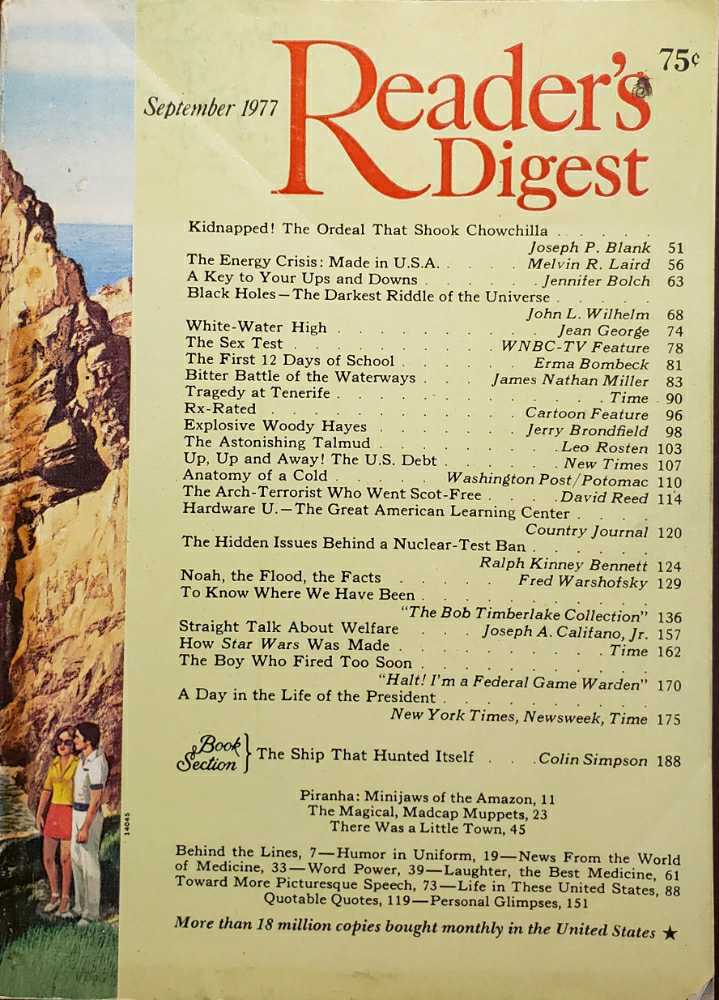 75¢
September 1977
Reader's
Digest
Kidnapped! The Ordeal That Shook Chowchilla . . . . .
Joseph P. Blank 51
The Energy Crisis: Made in U.S.A. . . . . Melvin R. Laird 56
A Key to Your Ups and Downs . . . . . Jennifer Bolch 63
Black Holes—The Darkest Riddle of the Universe . . . . .
John L. Wilhelm 68
White-Water High . . . . . . . . . . Jean George 74
The Sex Test . . . . . . . . . WNBC-TV Feature 78
The First 12 Days of School . . . . . . Erma Bombeck 81
Bitter Battle of the Waterways . . . James Nathan Miller 83
Tragedy at Tenerife . . . . . . . . . . . . Time 90
Rx-Rated . . . . . . . . . . Cartoon Feature 96
Explosive Woody Hayes . . . . . . Jerry Brondfield 98
The Astonishing Talmud . . . . . . . . Leo Rosten 103
Up, Up and Away! The U.S. Debt . . . . . New Times 107
Anatomy of a Cold . . . . . Washington Post/Potomac 110
The Arch-Terrorist Who Went Scot-Free . . . . David Reed 114
Hardware U.—The Great American Learning Center . . . .
Country Journal 120
The Hidden Issues Behind a Nuclear-Test Ban . . . . . .
Ralph Kinney Bennett 124
Noah, the Flood, the Facts . . . . . Fred Warshofsky 129
To Know Where We Have Been . . . . . . . . . .
"The Bob Timberlake Collection" 136
Straight Talk About Welfare . . . Joseph A. Califano, Jr. 157
How Star Wars Was Made . . . . . . . . . . Time 162
The Boy Who Fired Too Soon . . . . . . . . . .
"Halt! I'm a Federal Game Warden" 170
A Day in the Life of the President . . . . . . . . .
New York Times, Newsweek, Time 175
Book
Section } The Ship That Hunted Itself . . . Colin Simpson 188
Piranha: Minijaws of the Amazon, 11
The Magical, Madcap Muppets, 23
There Was a Little Town, 45
14045
Behind the Lines, 7—Humor in Uniform, 19—News From the World
of Medicine, 33—Word Power, 39—Laughter, the Best Medicine, 61
Toward More Picturesque Speech, 73—Life in These United States, 88
Quotable Quotes, 119—Personal Glimpses, 151
More than 18 million copies bought monthly in the United States ★